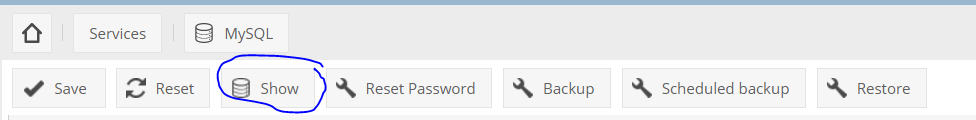 Services MySQL
Save Reset Show Reset Password Backup Scheduled backup Restore